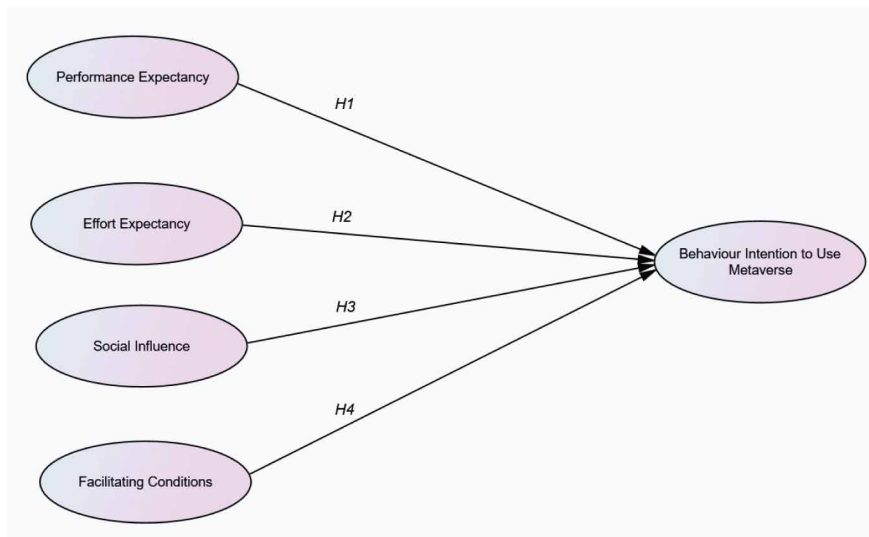 Performance Expectancy
H1
Effort Expectancy
H2
Behaviour Intention to Use
Metaverse
H3
Social Influence
H4
Facilitating Conditions